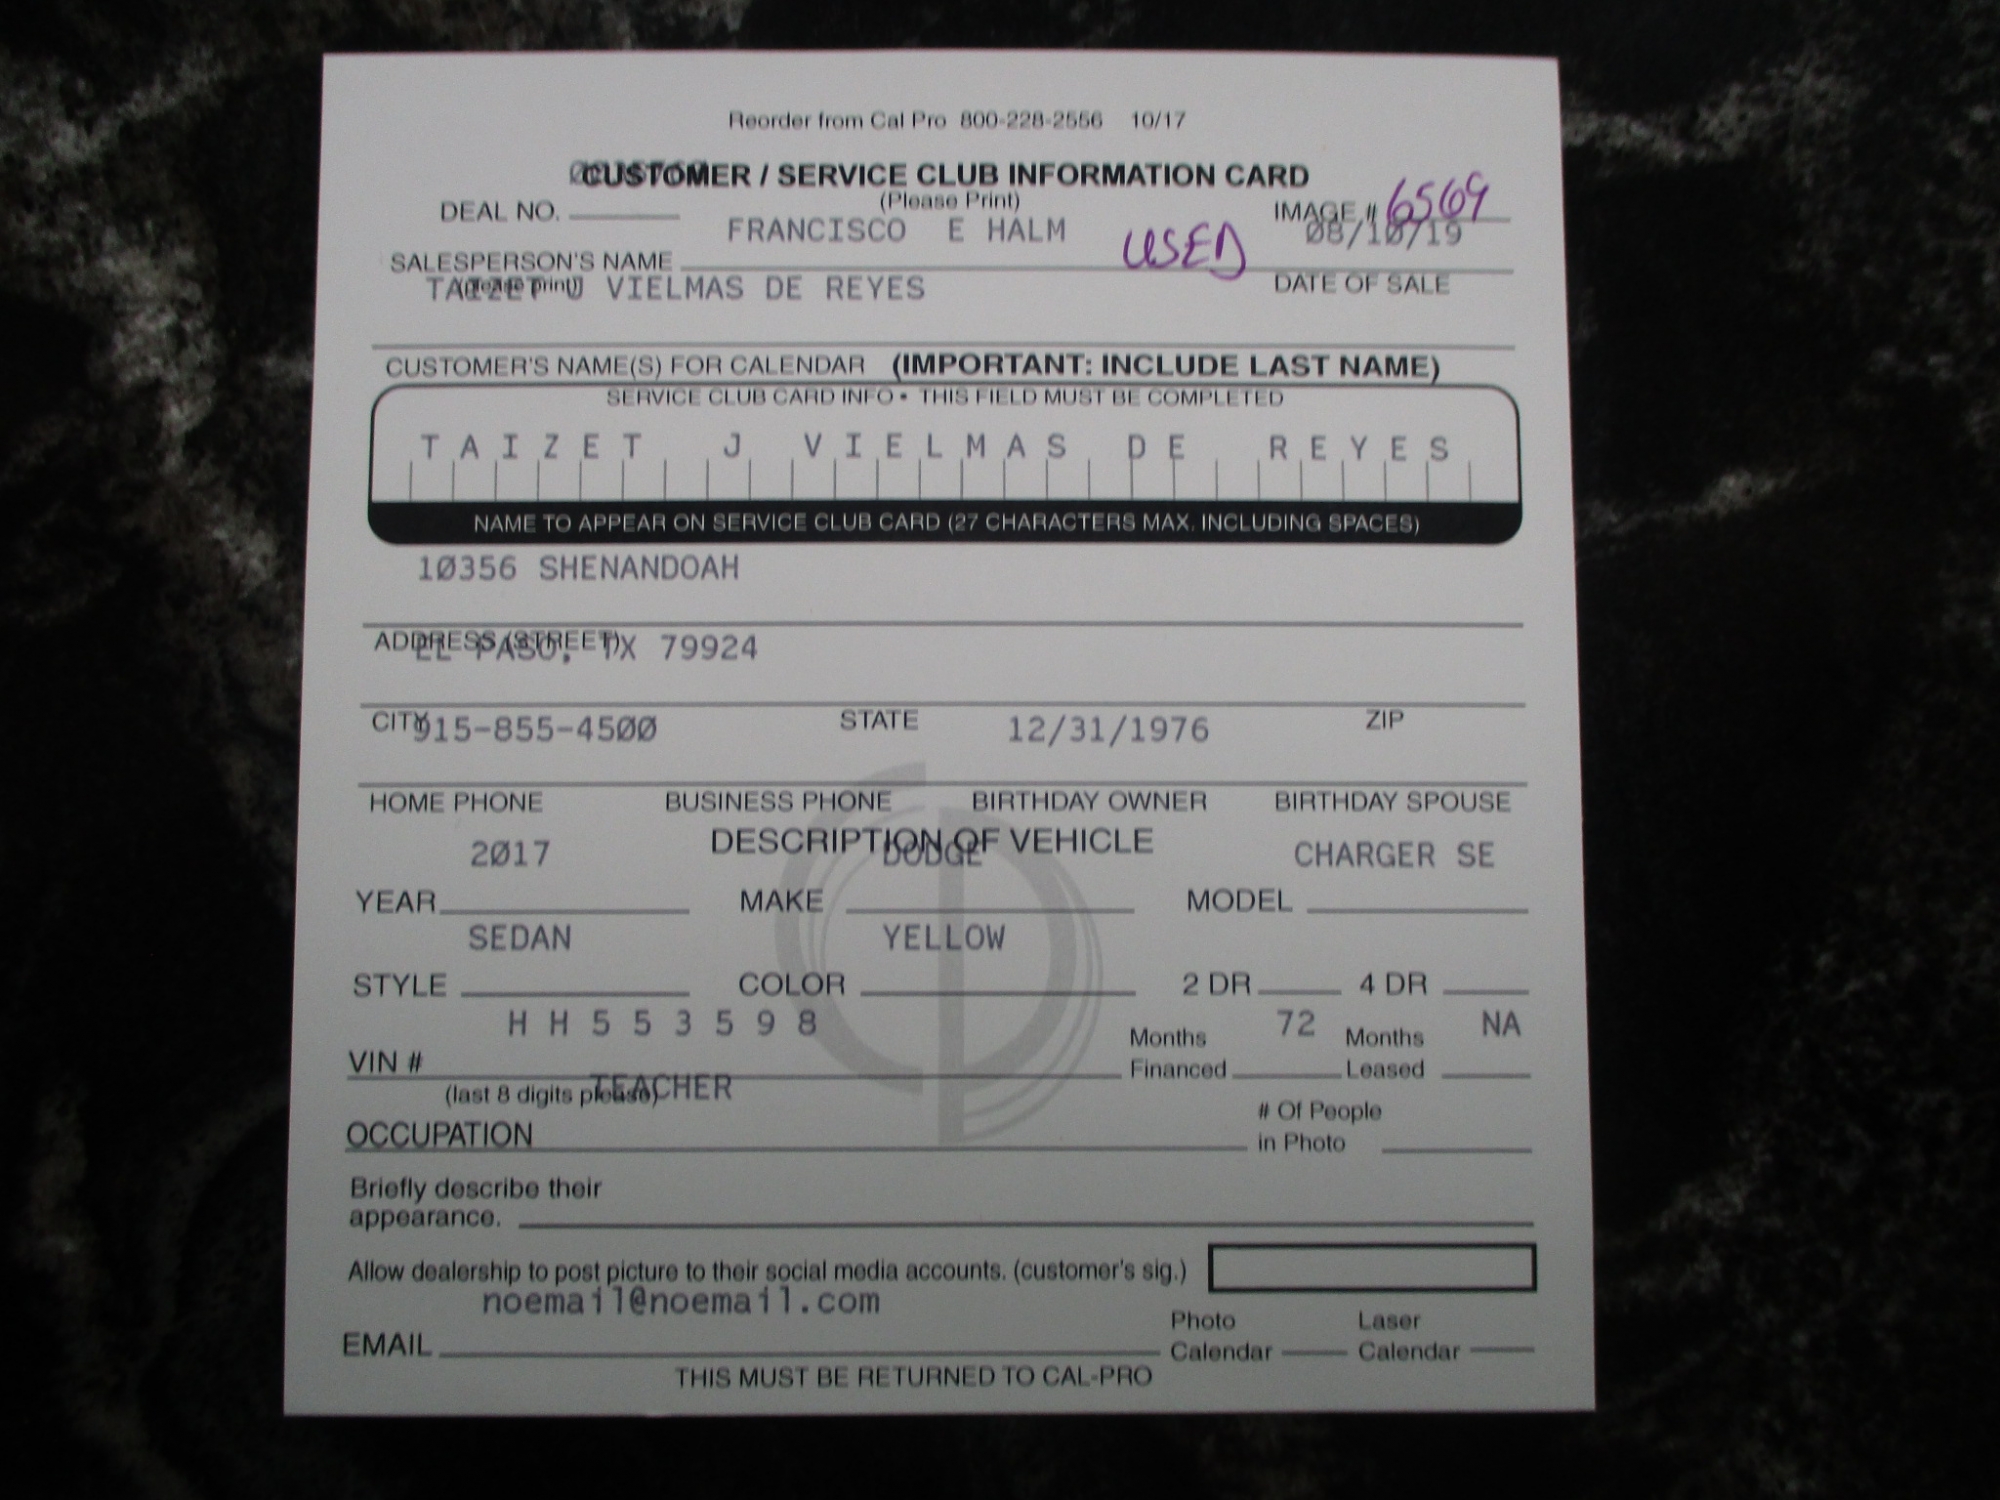 Reorder from Cal Pro 800-228-2556 10/17
CUSTOMER / SERVICE CLUB INFORMATION CARD
(Please Print)
DEAL NO. IMAGE # 6569
FRANCISCO E HALM USED 08/10/19
SALESPERSON'S NAME
(please print)
DATE OF SALE
TAIZET J VIELMAS DE REYES
CUSTOMER'S NAME(S) FOR CALENDAR (IMPORTANT: INCLUDE LAST NAME)
SERVICE CLUB CARD INFO • THIS FIELD MUST BE COMPLETED
TAIZET J VIELMAS DE REYES
NAME TO APPEAR ON SERVICE CLUB CARD (27 CHARACTERS MAX. INCLUDING SPACES)
10356 SHENANDOAH
ADDRESS (STREET)
EL PASO, TX 79924
CITY STATE ZIP
915-855-4500 12/31/1976
HOME PHONE BUSINESS PHONE BIRTHDAY OWNER BIRTHDAY SPOUSE
DESCRIPTION OF VEHICLE
2017 DODGE CHARGER SE
YEAR MAKE MODEL
SEDAN YELLOW
STYLE COLOR 2 DR 4 DR
HH553598 72 NA
VIN # Months Financed Months Leased
(last 8 digits please)
TEACHER
OCCUPATION # Of People in Photo
Briefly describe their
appearance.
Allow dealership to post picture to their social media accounts. (customer's sig.)
noemail@noemail.com
EMAIL Photo Calendar Laser Calendar
THIS MUST BE RETURNED TO CAL-PRO